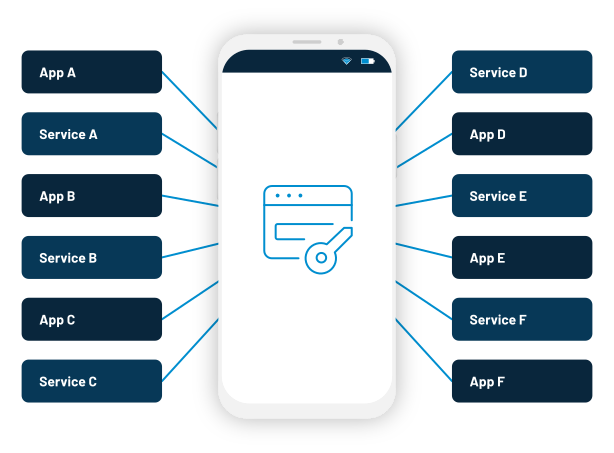 App A
Service A
App B
Service B
App C
Service C
Service D
App D
Service E
App E
Service F
App F